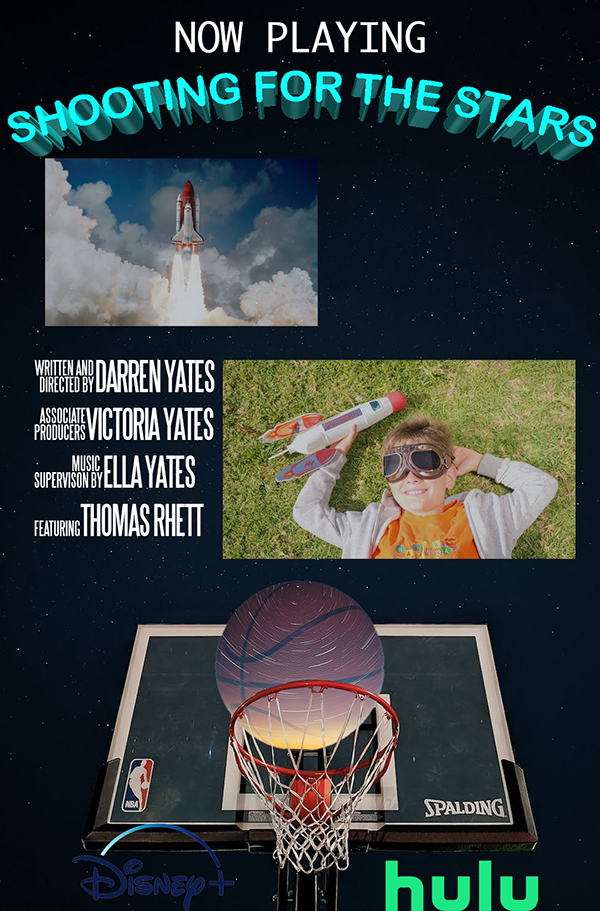 NOW PLAYING
SHOOTING FOR THE STARS
WRITTEN AND
DIRECTED BY DARREN YATES
ASSOCIATE
PRODUCERS VICTORIA YATES
MUSIC
SUPERVISON BY ELLA YATES
FEATURING THOMAS RHETT
NBA
SPALDING
Disney+
hulu